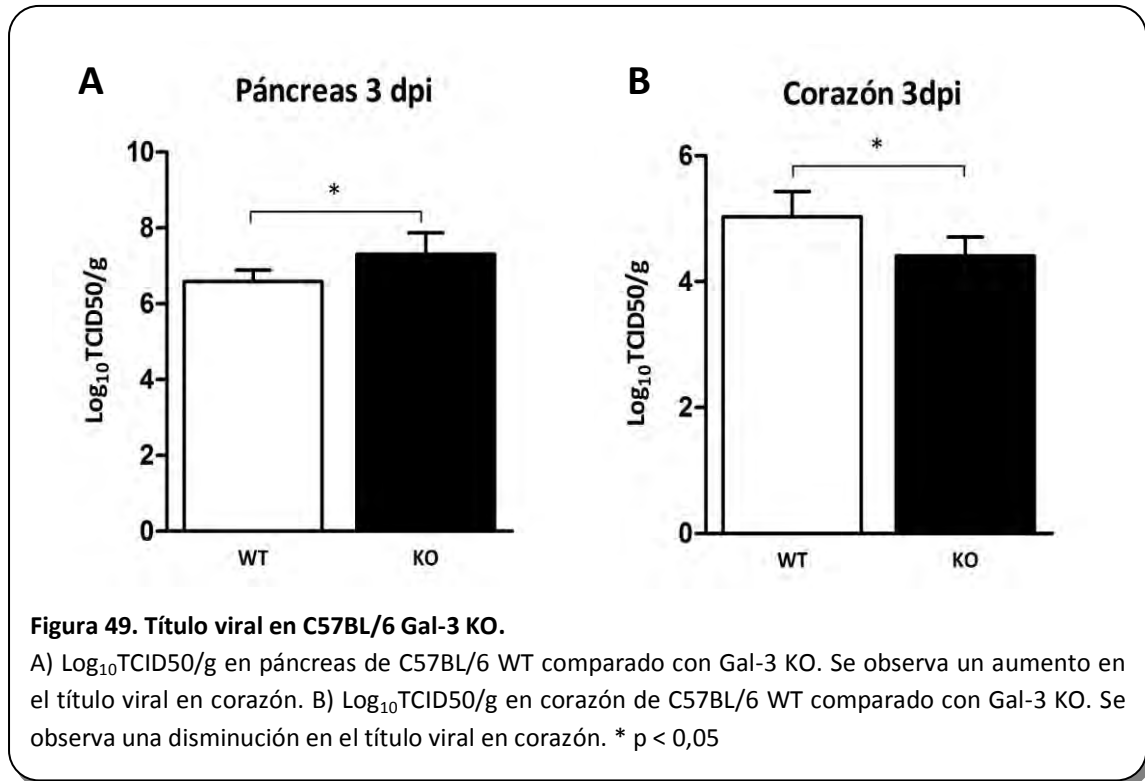 A
Páncreas 3 dpi
10
8
6
4
2
0
Log₁₀TCID50/g
*
WT
KO
B
Corazón 3dpi
6
4
2
0
Log₁₀TCID50/g
*
WT
KO
Figura 49. Título viral en C57BL/6 Gal-3 KO.
A) Log₁₀TCID50/g en páncreas de C57BL/6 WT comparado con Gal-3 KO. Se observa un aumento en
el título viral en corazón. B) Log₁₀TCID50/g en corazón de C57BL/6 WT comparado con Gal-3 KO. Se
observa una disminución en el título viral en corazón. * p < 0,05